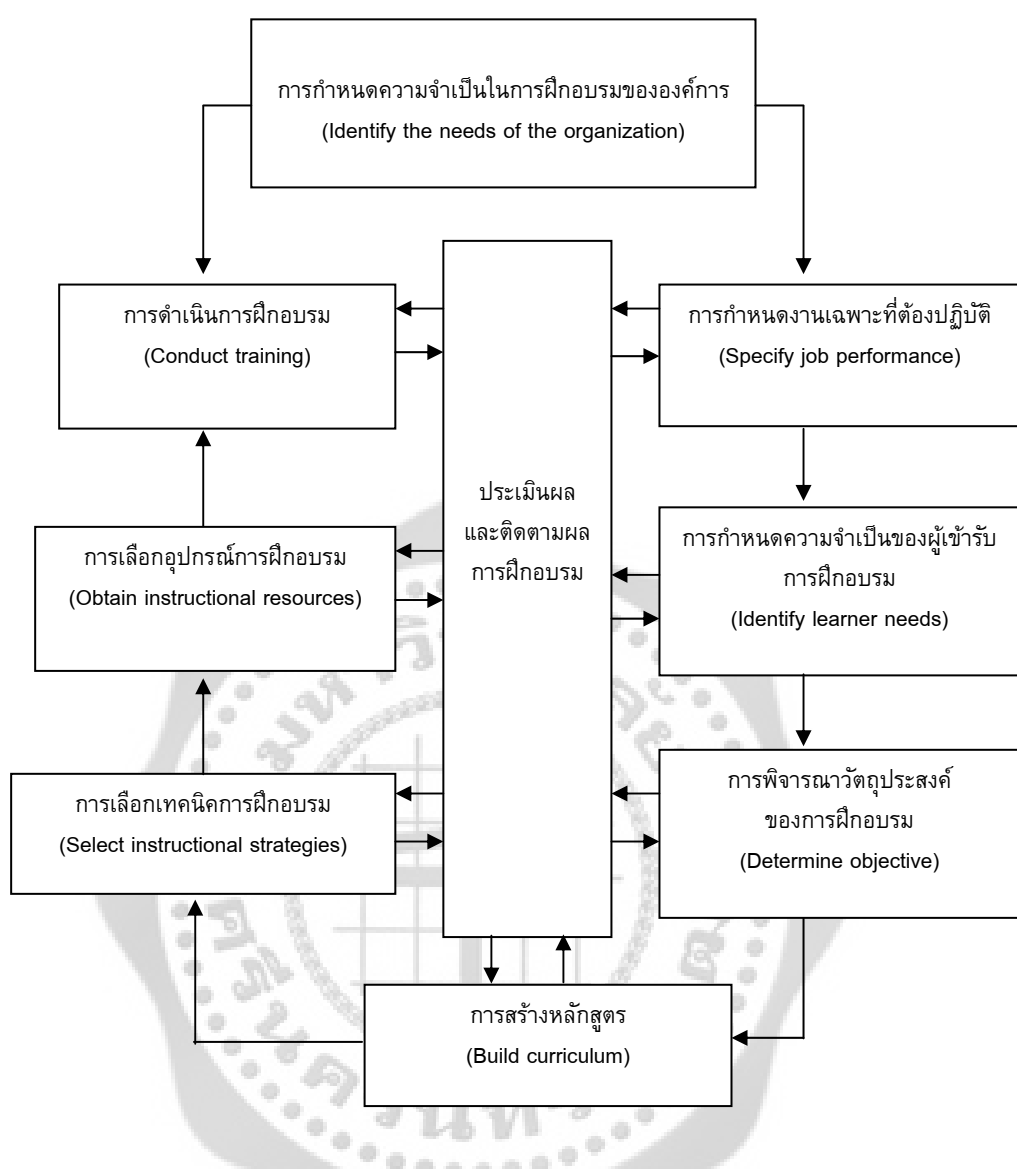 การกำหนดความจำเป็นในการฝึกอบรมขององค์การ
(Identify the needs of the organization)
การดำเนินการฝึกอบรม
(Conduct training)
การกำหนดงานเฉพาะที่ต้องปฏิบัติ
(Specify job performance)
ประเมินผล
และติดตามผล
การฝึกอบรม
การเลือกอุปกรณ์การฝึกอบรม
(Obtain instructional resources)
การกำหนดความจำเป็นของผู้เข้ารับ
การฝึกอบรม
(Identify learner needs)
การเลือกเทคนิคการฝึกอบรม
(Select instructional strategies)
การพิจารณาวัตถุประสงค์
ของการฝึกอบรม
(Determine objective)
การสร้างหลักสูตร
(Build curriculum)